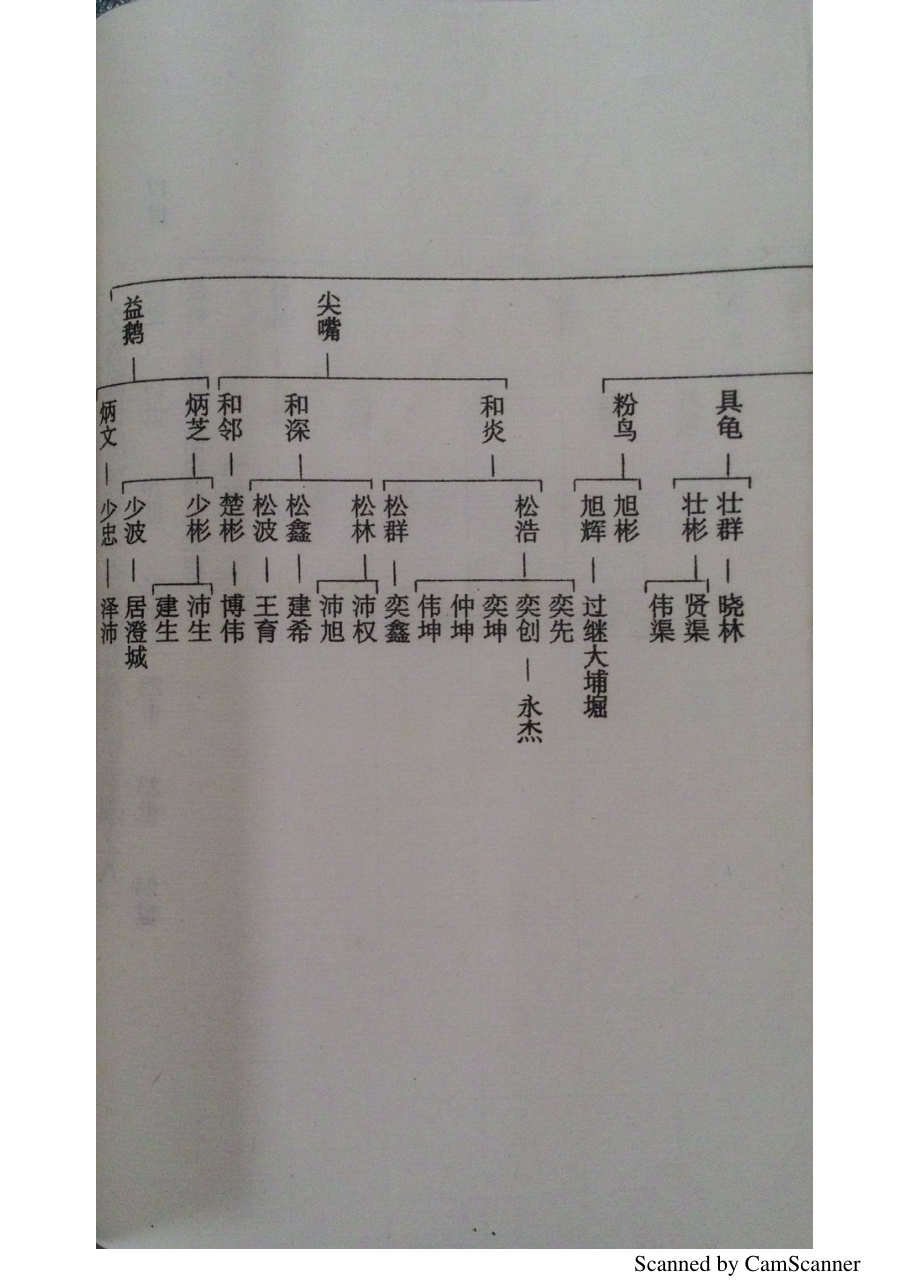 尖嘴
益鹅
具龟
粉鸟
和炎
和深
和邻
炳芝
炳文
壮群
壮彬
旭彬
旭辉
松浩
松群
松林
松鑫
松波
楚彬
少彬
少波
少忠
晓林
贤渠
伟渠
过继大埔堀
奕先
奕创
奕坤
仲坤
伟坤
奕鑫
沛权
沛旭
建希
王育
博伟
沛生
建生
居澄城
泽沛
永杰
Scanned by CamScanner